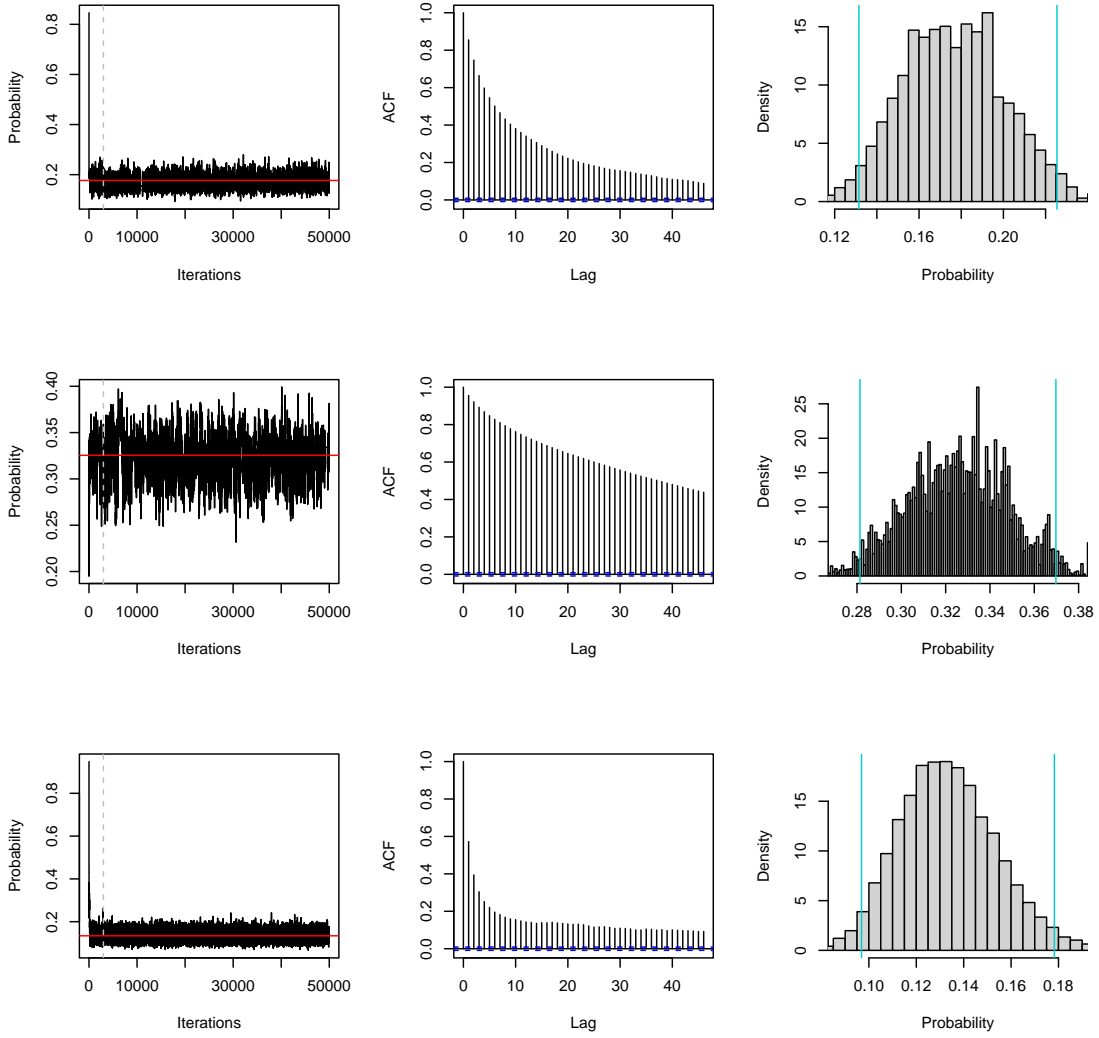 Probability
0.2 0.4 0.6 0.8
0 10000 30000 50000
Iterations
ACF
0.0 0.2 0.4 0.6 0.8 1.0
0 10 20 30 40
Lag
Density
0 5 10 15
0.12 0.16 0.20
Probability
Probability
0.20 0.25 0.30 0.35 0.40
0 10000 30000 50000
Iterations
ACF
0.0 0.2 0.4 0.6 0.8 1.0
0 10 20 30 40
Lag
Density
0 5 10 15 20 25
0.28 0.30 0.32 0.34 0.36 0.38
Probability
Probability
0.2 0.4 0.6 0.8
0 10000 30000 50000
Iterations
ACF
0.0 0.2 0.4 0.6 0.8 1.0
0 10 20 30 40
Lag
Density
0 5 10 15
0.10 0.12 0.14 0.16 0.18
Probability